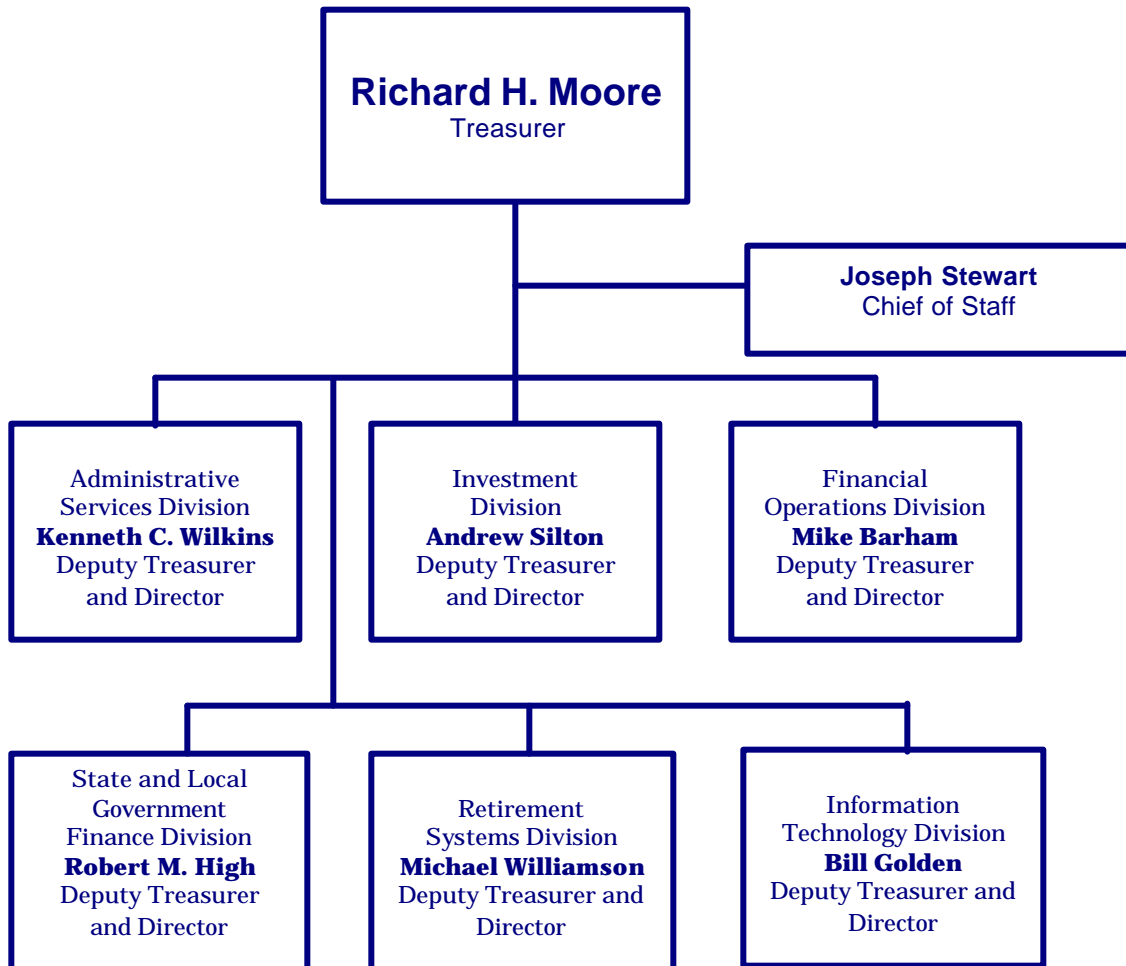 Richard H. Moore
Treasurer
Joseph Stewart
Chief of Staff
Administrative
Services Division
Kenneth C. Wilkins
Deputy Treasurer
and Director
Investment
Division
Andrew Silton
Deputy Treasurer
and Director
Financial
Operations Division
Mike Barham
Deputy Treasurer
and Director
State and Local
Government
Finance Division
Robert M. High
Deputy Treasurer
and Director
Retirement
Systems Division
Michael Williamson
Deputy Treasurer and
Director
Information
Technology Division
Bill Golden
Deputy Treasurer and
Director